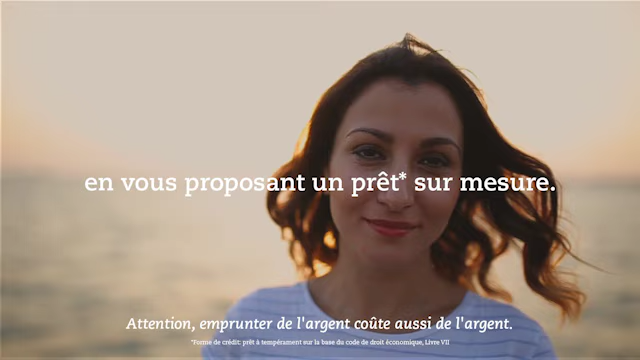 en vous proposant un prêt* sur mesure.
Attention, emprunter de l'argent coûte aussi de l'argent.
*Forme de crédit: prêt à tempérament sur la base du code de droit économique, Livre VII